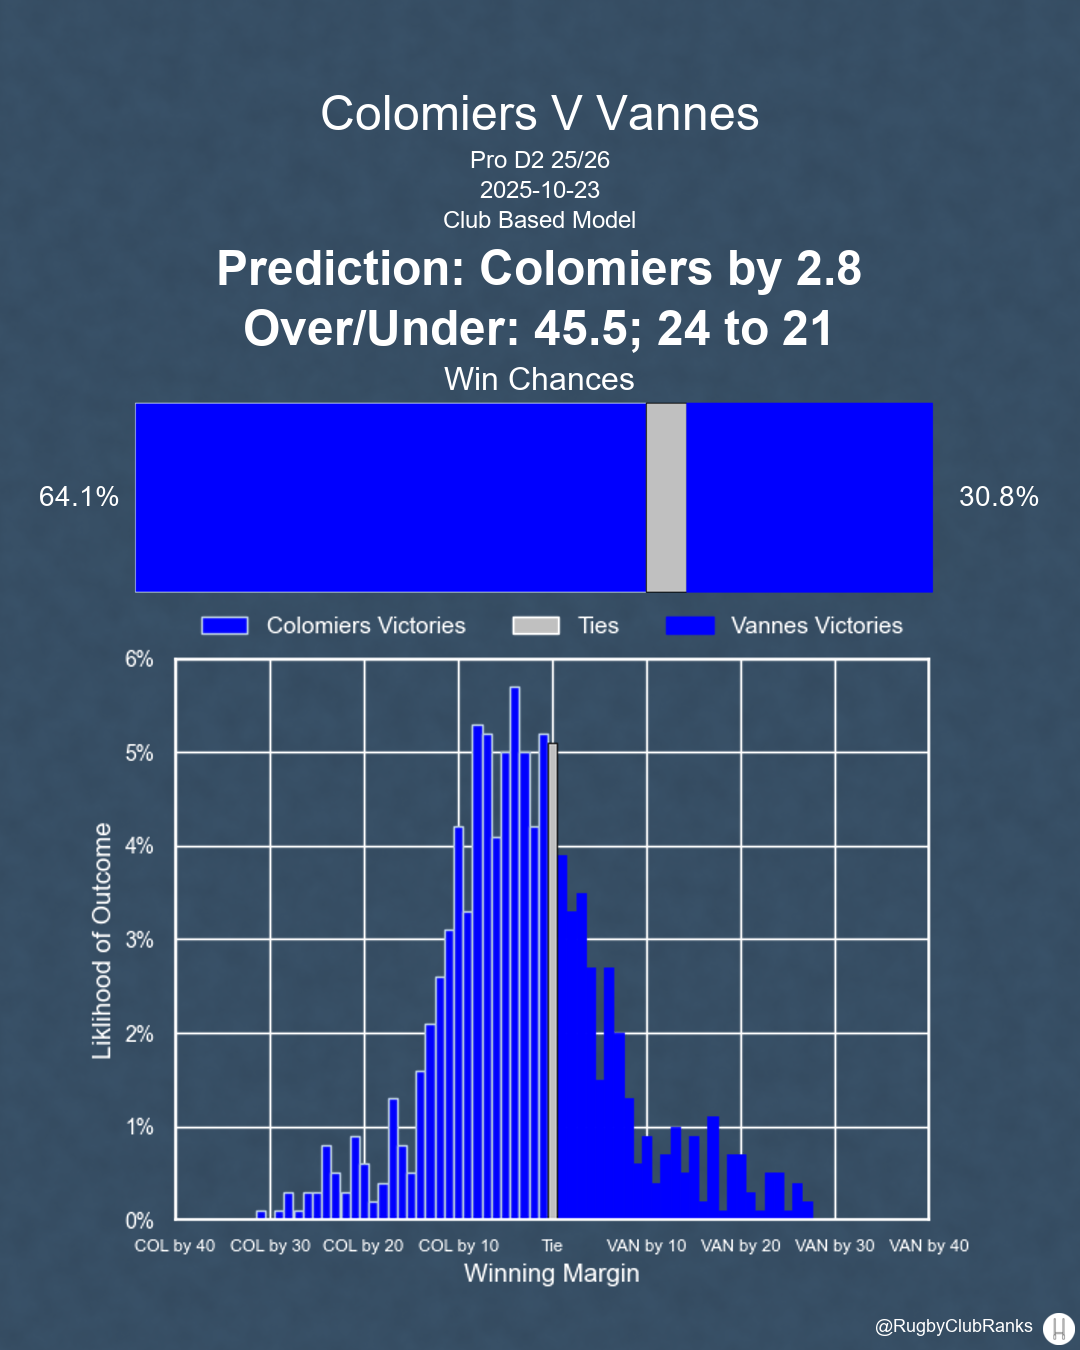 Colomiers V Vannes
Pro D2 25/26
2025-10-23
Club Based Model
Prediction: Colomiers by 2.8
Over/Under: 45.5; 24 to 21
Win Chances
64.1%
30.8%
Colomiers Victories Ties Vannes Victories
6%
5%
4%
3%
2%
1%
0%
Liklihood of Outcome
COL by 40 COL by 30 COL by 20 COL by 10 Tie VAN by 10 VAN by 20 VAN by 30 VAN by 40
Winning Margin
@RugbyClubRanks